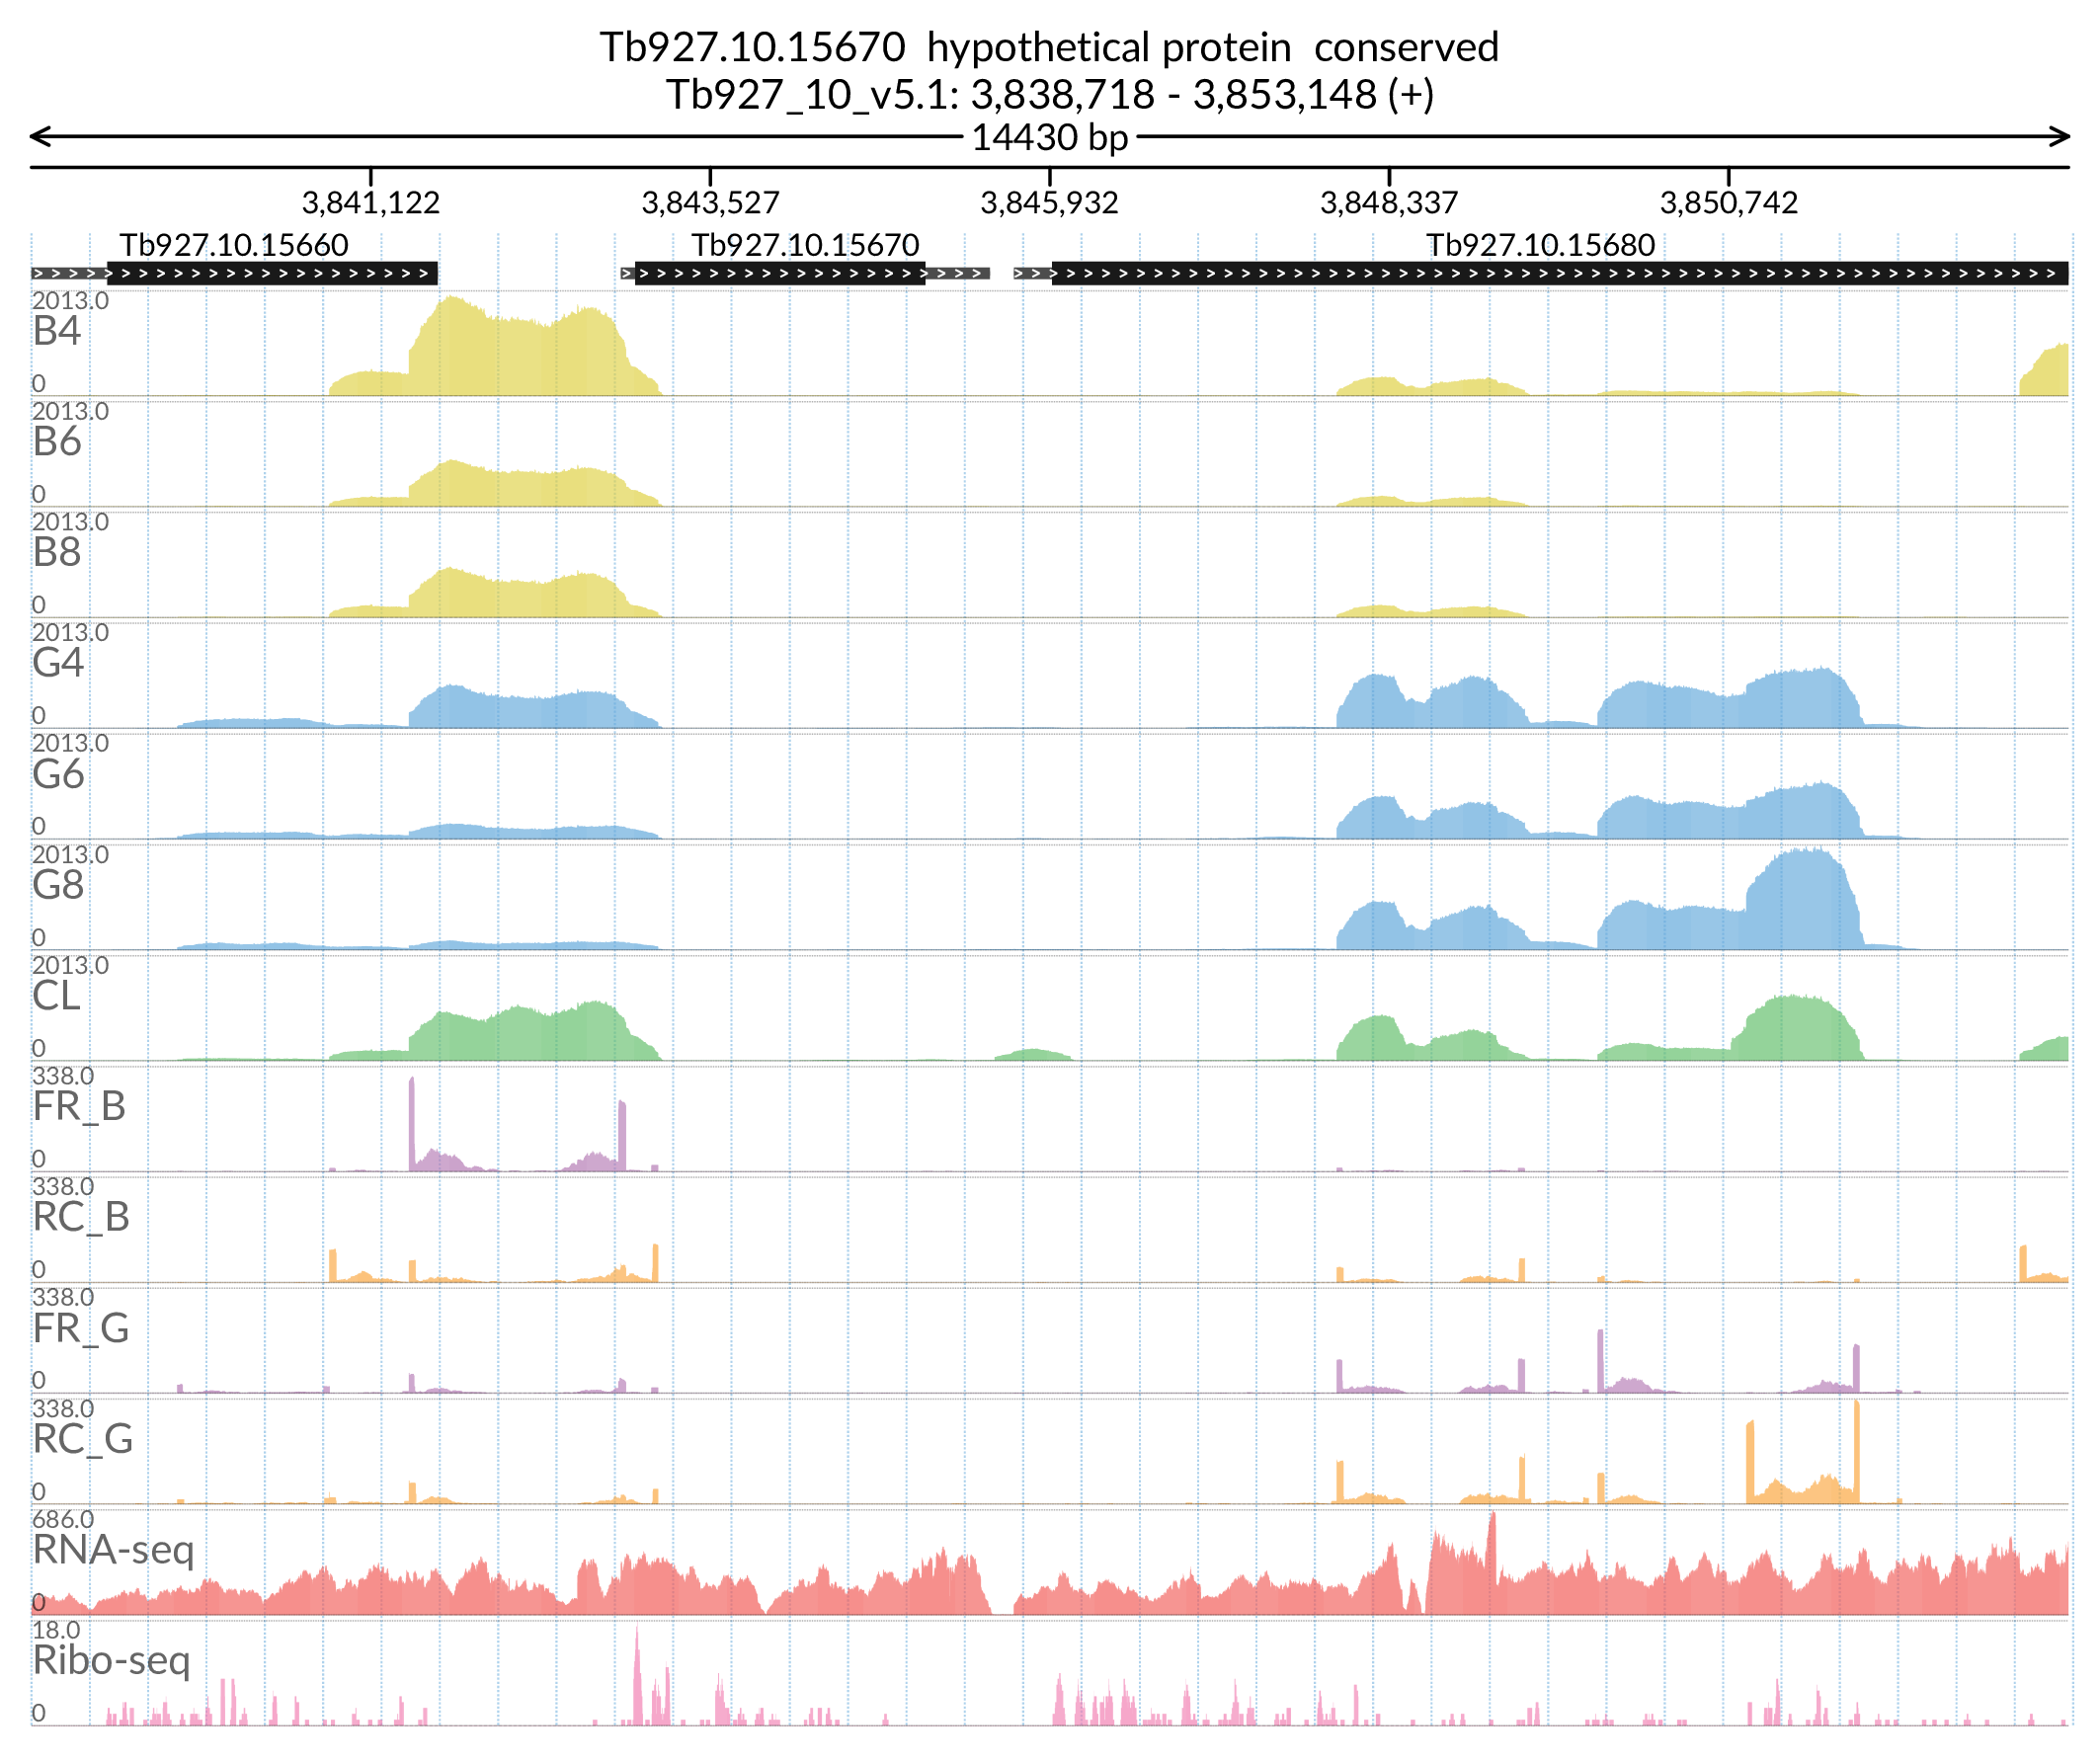 Tb927.10.15670 hypothetical protein conserved
Tb927_10_v5.1: 3,838,718 - 3,853,148 (+)
14430 bp
3,841,122 3,843,527 3,845,932 3,848,337 3,850,742
Tb927.10.15660 Tb927.10.15670 Tb927.10.15680
2013.0
B4
0
2013.0
B6
0
2013.0
B8
0
2013.0
G4
0
2013.0
G6
0
2013.0
G8
0
2013.0
CL
0
338.0
FR_B
0
338.0
RC_B
0
338.0
FR_G
0
338.0
RC_G
0
686.0
RNA-seq
0
18.0
Ribo-seq
0